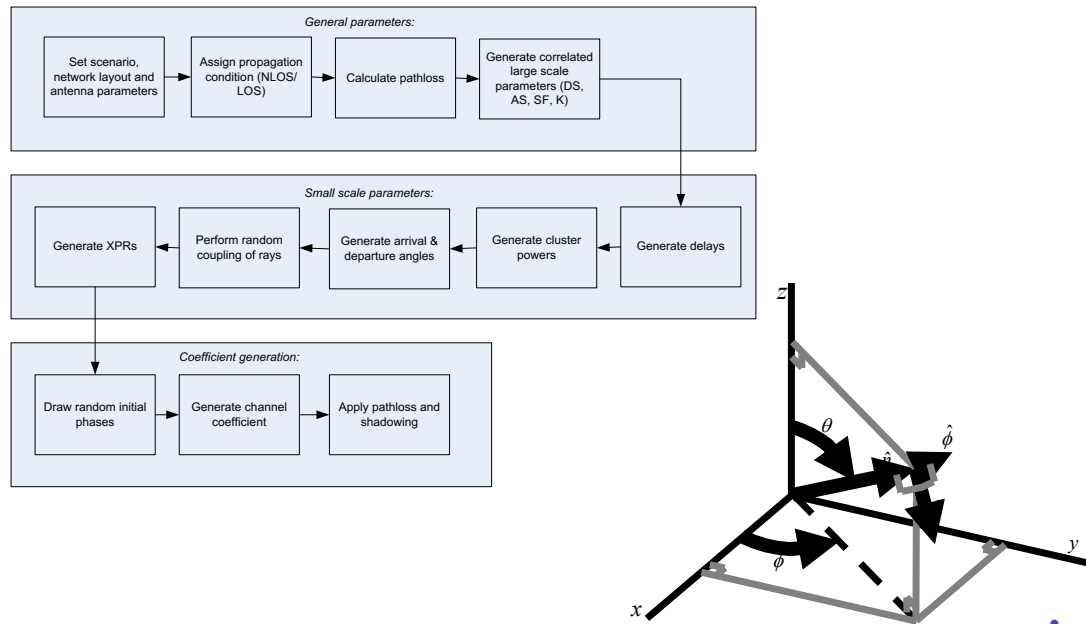 General parameters:
Set scenario,
network layout and
antenna parameters
Assign propagation
condition (NLOS/
LOS)
Calculate pathloss
Generate correlated
large scale
parameters (DS,
AS, SF, K)
Small scale parameters:
Generate XPRs
Perform random
coupling of rays
Generate arrival &
departure angles
Generate cluster
powers
Generate delays
Coefficient generation:
Draw random initial
phases
Generate channel
coefficient
Apply pathloss and
shadowing
z
θ
n̂
ϕ̂
ϕ
y
x